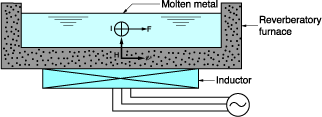 Molten metal
Reverberatory
furnace
I
F
H
φ
Inductor